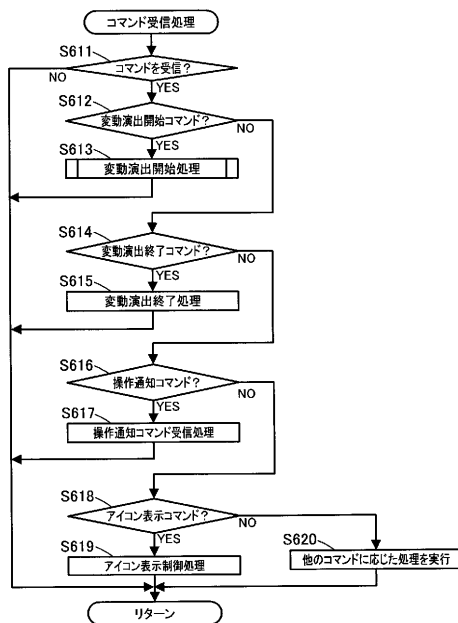 コマンド受信処理
S611
コマンドを受信？
NO
YES
S612
変動演出開始コマンド？
NO
YES
S613
変動演出開始処理
S614
変動演出終了コマンド？
NO
YES
S615
変動演出終了処理
S616
操作通知コマンド？
NO
YES
S617
操作通知コマンド受信処理
S618
アイコン表示コマンド？
NO
YES
S619
アイコン表示制御処理
S620
他のコマンドに応じた処理を実行
リターン